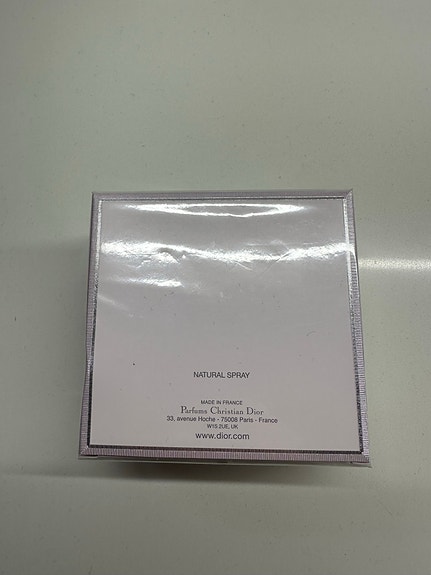 NATURAL SPRAY
MADE IN FRANCE
Parfums Christian Dior
33, avenue Hoche - 75008 Paris - France
W1S 2UE, UK
www.dior.com